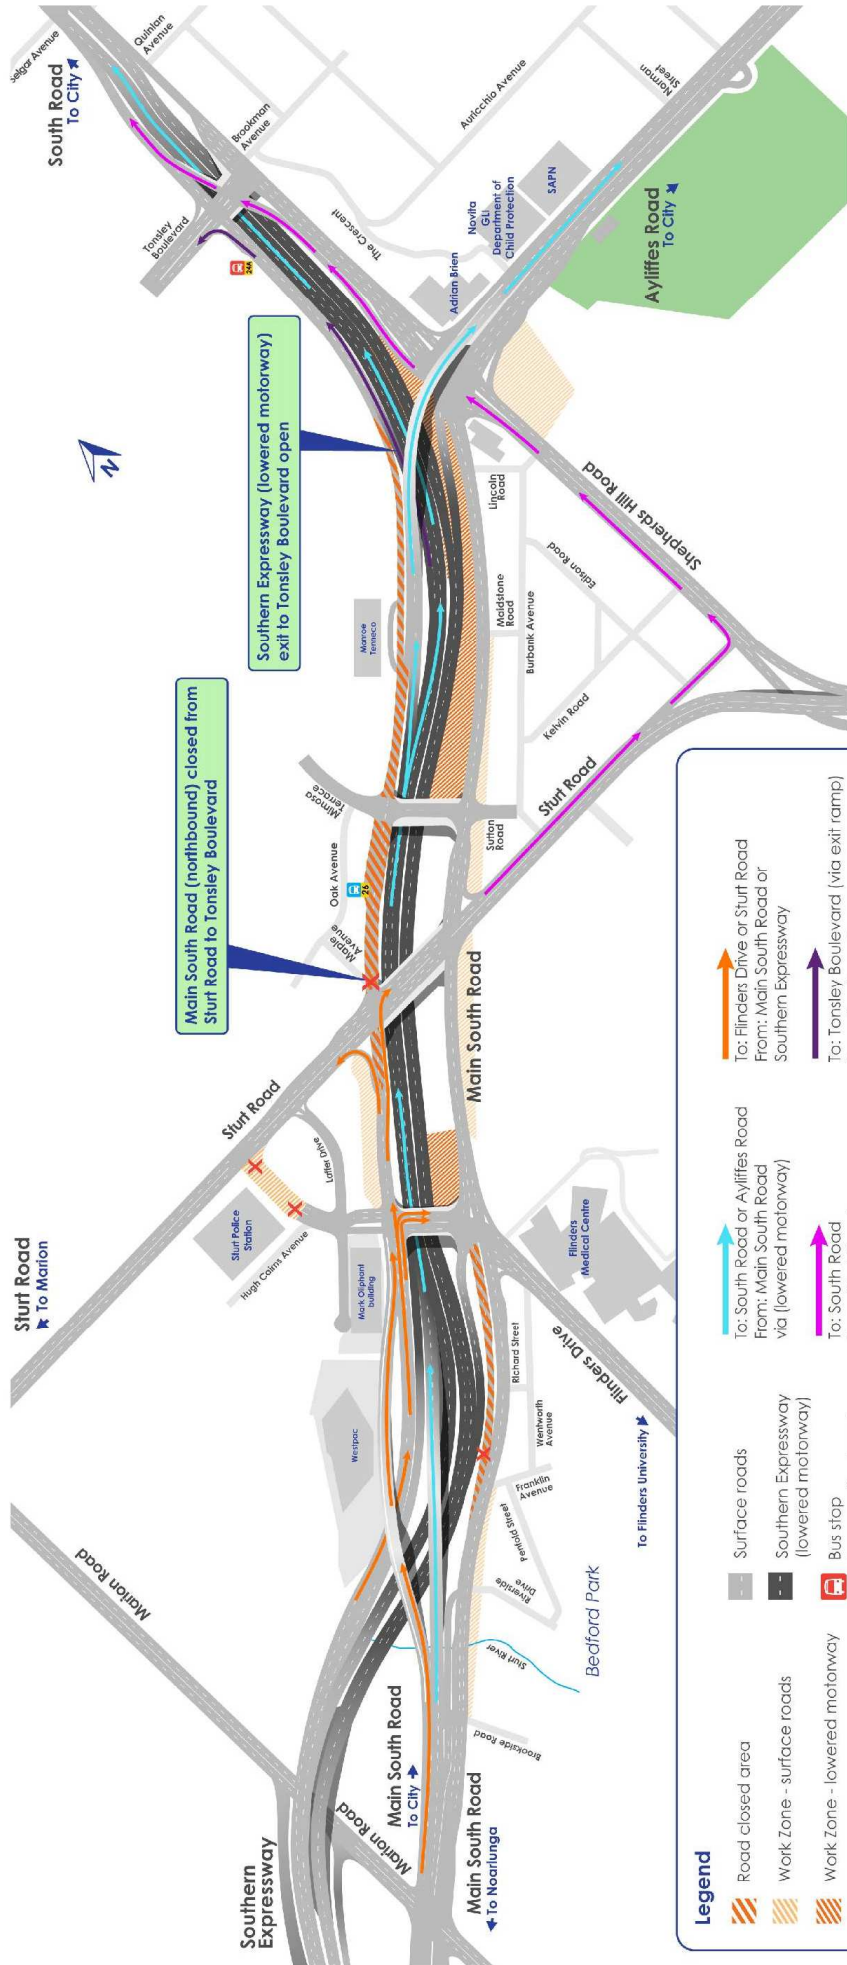 Sturt Road
To Marion
Marion Road
Southern
Expressway
Marion Road
Main South Road
To City
Main South Road
To Noarlunga
Brookside Road
Sturt River
Bedford Park
Riverside
Drive
Penfold Street
Franklin
Avenue
Wentworth
Avenue
Richard Street
To Flinders University
Flinders Drive
Flinders
Medical Centre
Westpac
Mark Oliphant
building
Hugh Cairns Avenue
Sturt Police
Station
Laffer Drive
Sturt Road
Main South Road (northbound) closed from
Sturt Road to Tonsley Boulevard
Maple
Avenue
Oak Avenue
26
Mimosa
Terrace
Main South Road
Sutton
Road
Sturt Road
Kelvin Road
Burbank Avenue
Maidstone
Road
Edison Road
Lincoln
Road
Shepherds Hill Road
Monroe
Tenneco
Southern Expressway (lowered motorway)
exit to Tonsley Boulevard open
N
24A
Tonsley
Boulevard
South Road
To City
Selgar Avenue
Quinlan
Avenue
Brookman
Avenue
The Crescent
Auricchio Avenue
Norman
Street
Adrian Brien
Novita
GLi
Department of
Child Protection
SAPN
Ayliffes Road
To City
Legend
Road closed area
Work Zone - surface roads
Work Zone - lowered motorway
Surface roads
Southern Expressway
(lowered motorway)
Bus stop
To: South Road or Ayliffes Road
From: Main South Road
via (lowered motorway)
To: South Road
To: Flinders Drive or Sturt Road
From: Main South Road or
Southern Expressway
To: Tonsley Boulevard (via exit ramp)